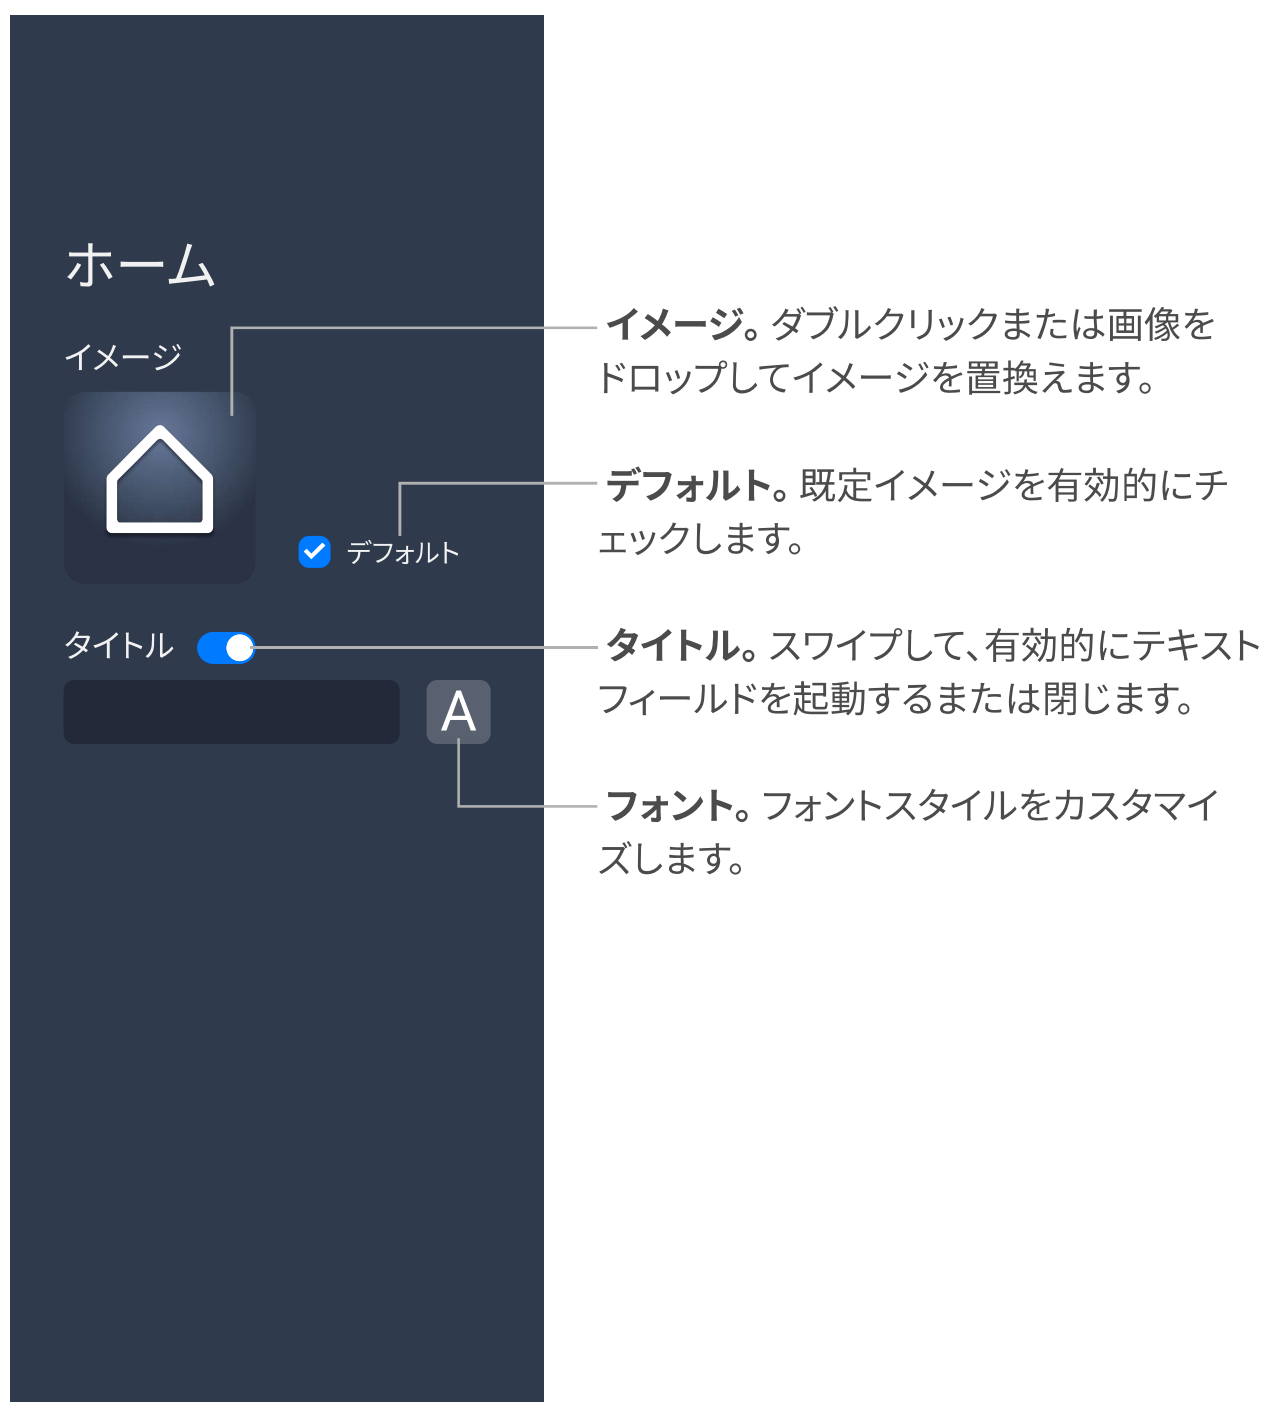 ホーム
イメージ
デフォルト
タイトル
A
イメージ。ダブルクリックまたは画像を
ドロップしてイメージを置換えます。
デフォルト。既定イメージを有効的にチ
ェックします。
タイトル。スワイプして、有効的にテキスト
フィールドを起動するまたは閉じます。
フォント。フォントスタイルをカスタマイ
ズします。